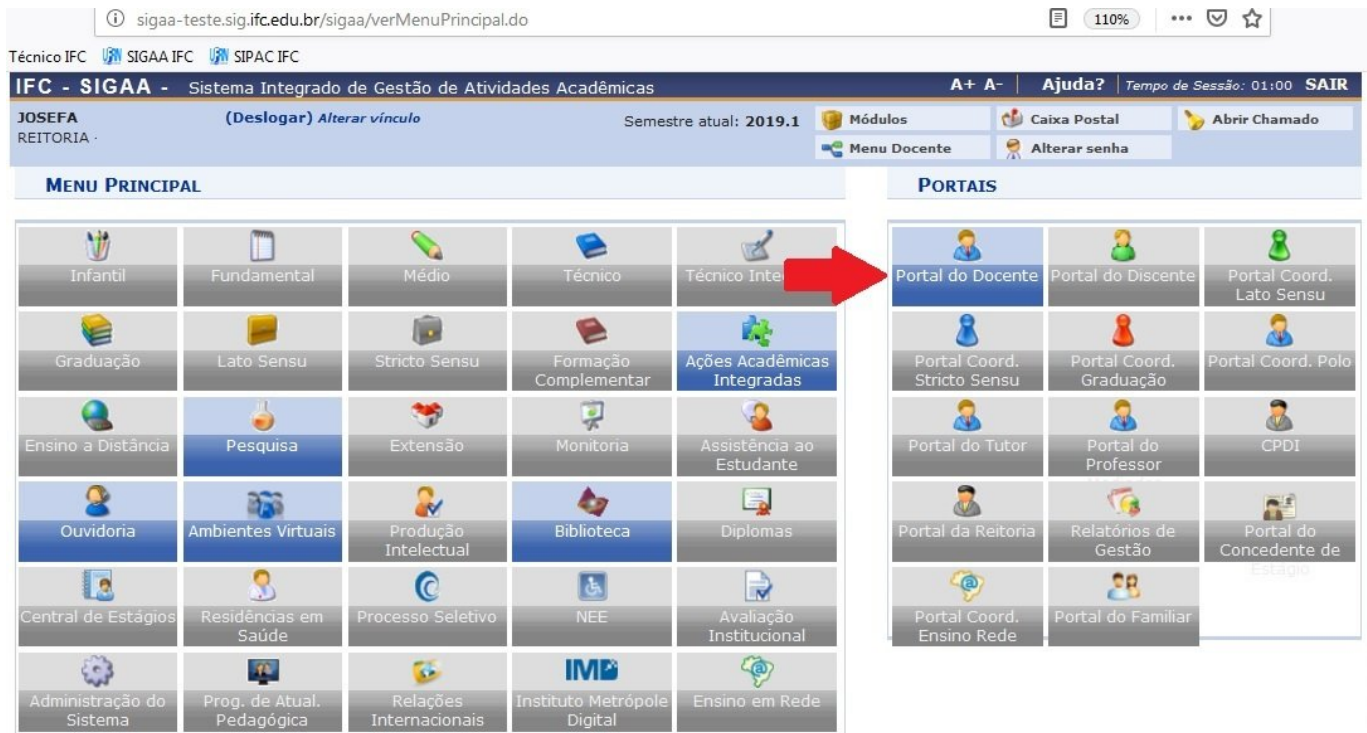 sigaa-teste.sig.ifc.edu.br/sigaa/verMenuPrincipal.do
110%
Técnico IFC SIGAA IFC SIPAC IFC
IFC - SIGAA - Sistema Integrado de Gestão de Atividades Acadêmicas A+ A- Ajuda? Tempo de Sessão: 01:00 SAIR
JOSEFA (Deslogar) Alterar vínculo Semestre atual: 2019.1 Módulos Caixa Postal Abrir Chamado
REITORIA
Menu Docente Alterar senha
MENU PRINCIPAL
Infantil Fundamental Médio Técnico Técnico
Graduação Lato Sensu Stricto Sensu Formação Ações Acadêmicas
Complementar Integradas
Ensino a Distância Pesquisa Extensão Monitoria Assistência ao
Estudante
Ouvidoria Ambientes Virtuais Produção Biblioteca Diplomas
Intelectual
Central de Estágios Residências em Processo Seletivo NEE Avaliação
Saúde Institucional
IMD
Administração do Prog. de Atual. Relações Instituto Metrópole Ensino em Rede
Sistema Pedagógica Internacionais Digital
PORTAIS
Portal do Docente Portal do Discente Portal Coord.
Lato Sensu
Portal Coord. Portal Coord. Portal Coord. Polo
Stricto Sensu Graduação
Portal do Tutor Portal do CPDI
Professor
Portal da Reitoria Relatórios de Portal do
Gestão Concedente de
Estágio
Portal Coord. Portal do Familiar
Ensino Rede